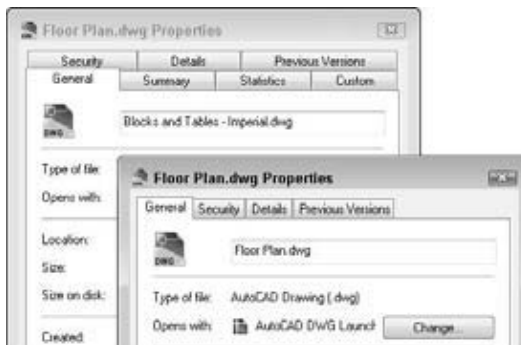 Floor Plan.dwg Properties
Security Details Previous Versions
General Summary Statistics Custom
DWG
Blocks and Tables - Imperial.dwg
Type of file:
Opens with:
Location:
Size:
Size on disk:
Created:
Floor Plan.dwg Properties
General Security Details Previous Versions
DWG
Floor Plan.dwg
Type of file: AutoCAD Drawing (.dwg)
Opens with: AutoCAD DWG Launch Change...